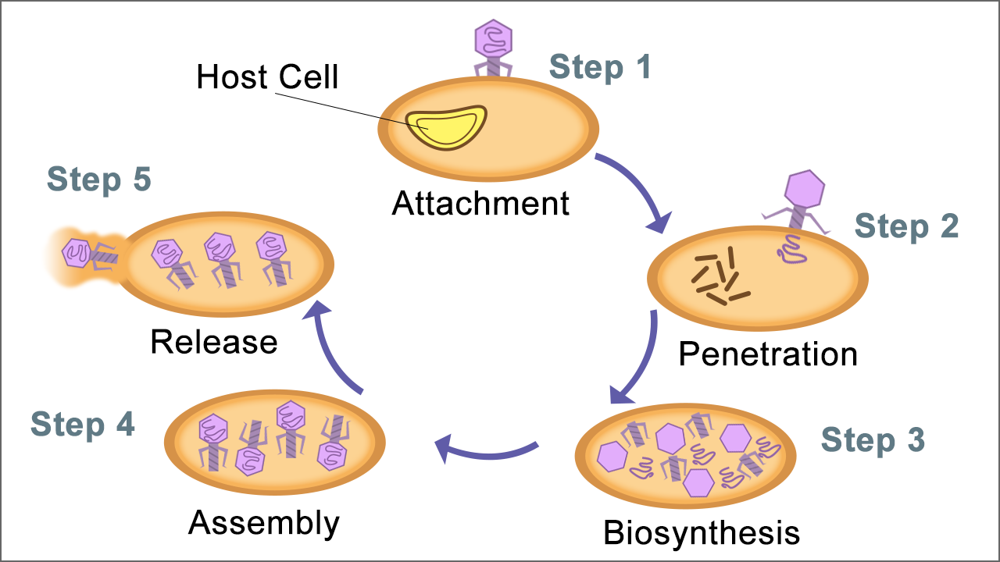 Step 1
Host Cell
Attachment
Step 2
Penetration
Step 3
Biosynthesis
Step 4
Assembly
Step 5
Release